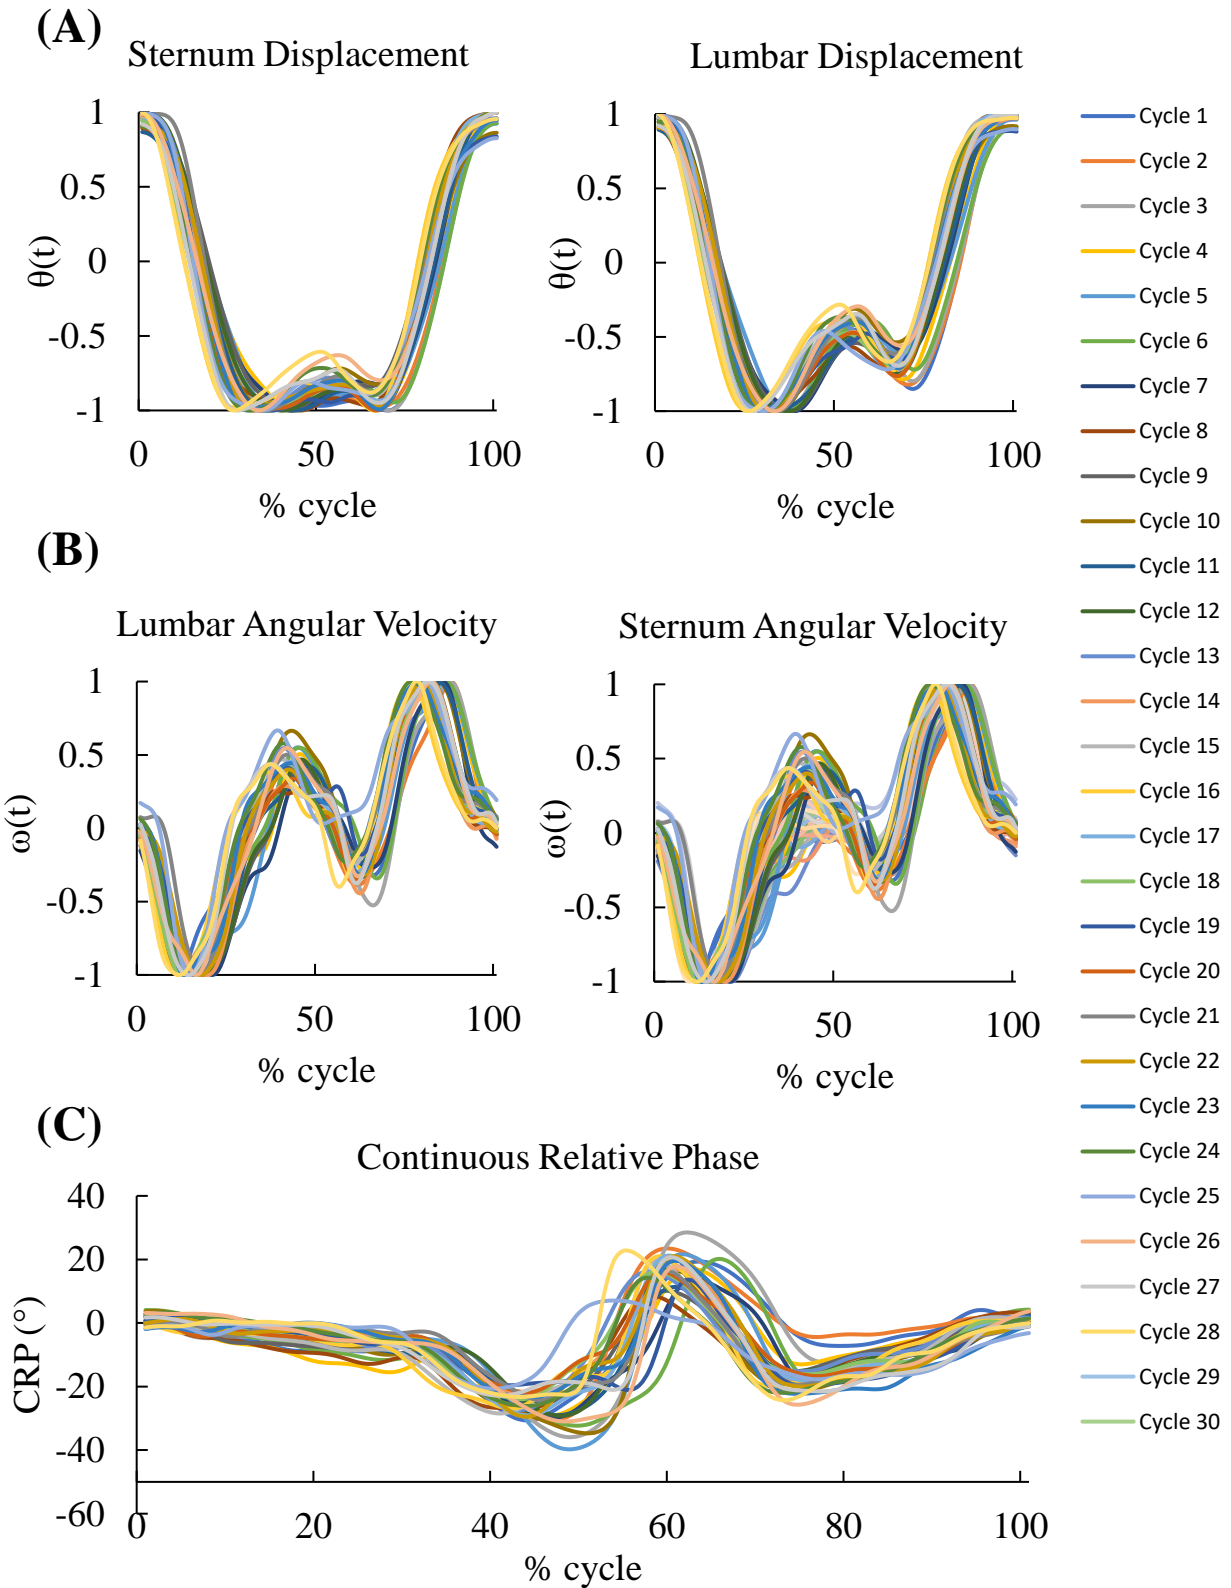 (A)
Sternum Displacement
Lumbar Displacement
1
0.5
0
-0.5
-1
θ(t)
0
50
100
% cycle
1
0.5
0
-0.5
-1
θ(t)
0
50
100
% cycle
(B)
Lumbar Angular Velocity
Sternum Angular Velocity
1
0.5
0
-0.5
-1
ω(t)
0
50
100
% cycle
1
0.5
0
-0.5
-1
ω(t)
0
50
100
% cycle
(C)
Continuous Relative Phase
40
20
0
-20
-40
-60
CRP (°)
0
20
40
60
80
100
% cycle
Cycle 1
Cycle 2
Cycle 3
Cycle 4
Cycle 5
Cycle 6
Cycle 7
Cycle 8
Cycle 9
Cycle 10
Cycle 11
Cycle 12
Cycle 13
Cycle 14
Cycle 15
Cycle 16
Cycle 17
Cycle 18
Cycle 19
Cycle 20
Cycle 21
Cycle 22
Cycle 23
Cycle 24
Cycle 25
Cycle 26
Cycle 27
Cycle 28
Cycle 29
Cycle 30